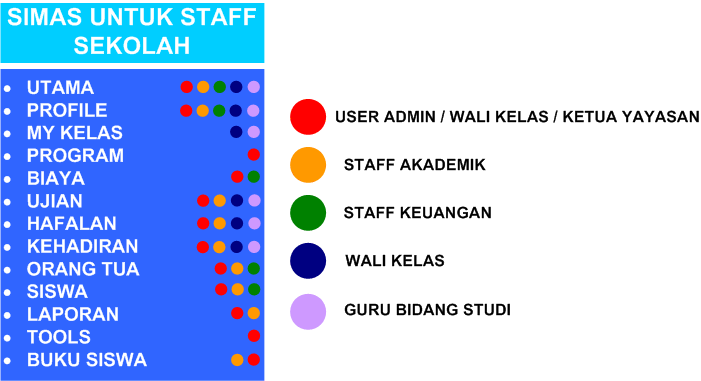 SIMAS UNTUK STAFF
SEKOLAH
UTAMA
PROFILE
MY KELAS
PROGRAM
BIAYA
UJIAN
HAFALAN
KEHADIRAN
ORANG TUA
SISWA
LAPORAN
TOOLS
BUKU SISWA
USER ADMIN / WALI KELAS / KETUA YAYASAN
STAFF AKADEMIK
STAFF KEUANGAN
WALI KELAS
GURU BIDANG STUDI